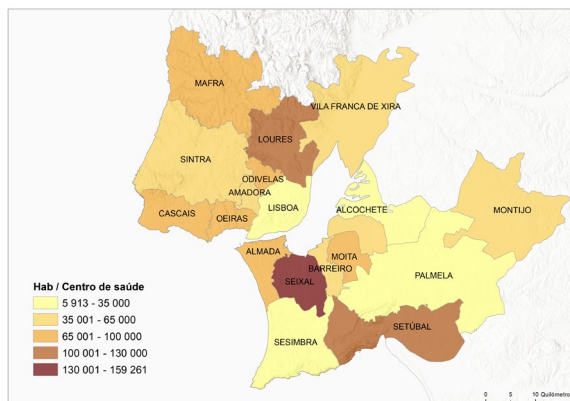 MAFRA
VILA FRANCA DE XIRA
LOURES
SINTRA
ODIVELAS
AMADORA
LISBOA
ALCOCHETE
MONTIJO
CASCAIS
OEIRAS
ALMADA
MOITA
BARREIRO
SEIXAL
PALMELA
SETÚBAL
SESIMBRA
Hab / Centro de saúde
5 913 - 35 000
35 001 - 65 000
65 001 - 100 000
100 001 - 130 000
130 001 - 159 261
0 5 10 Quilómetro